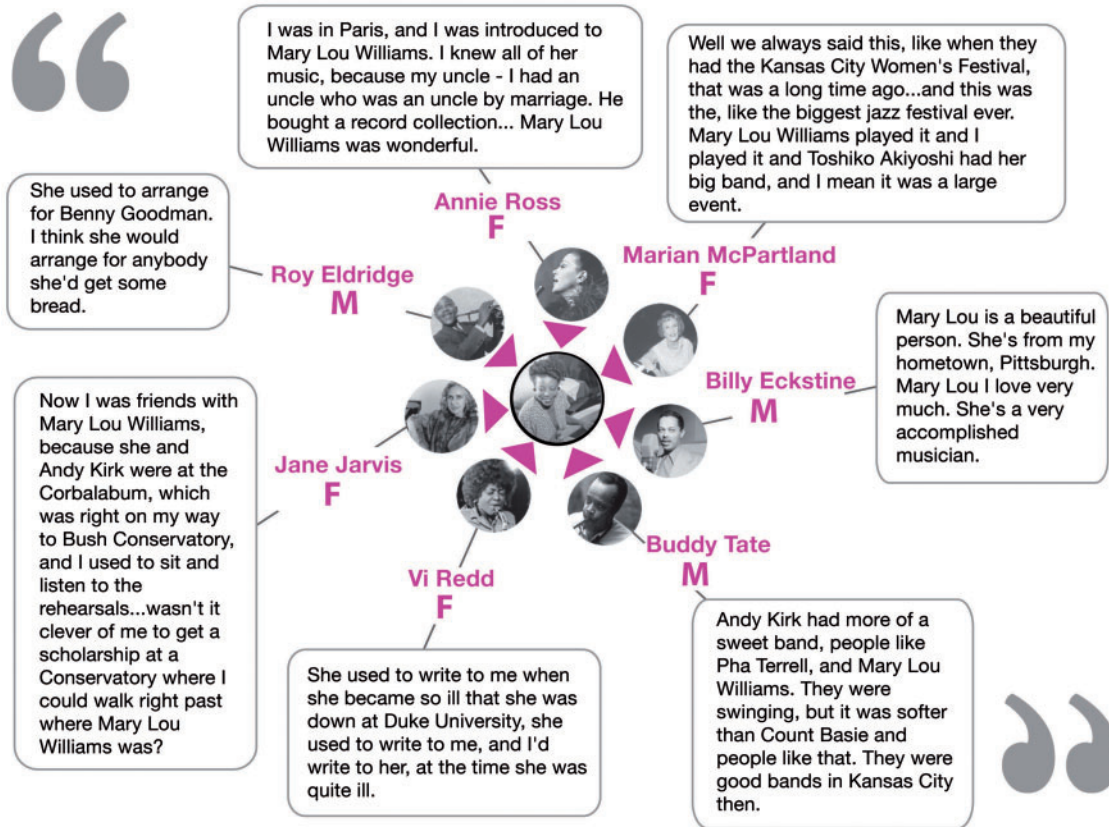 I was in Paris, and I was introduced to
Mary Lou Williams. I knew all of her
music, because my uncle - I had an
uncle who was an uncle by marriage. He
bought a record collection... Mary Lou
Williams was wonderful.
Annie Ross
F
Well we always said this, like when they
had the Kansas City Women's Festival,
that was a long time ago...and this was
the, like the biggest jazz festival ever.
Mary Lou Williams played it and I
played it and Toshiko Akiyoshi had her
big band, and I mean it was a large
event.
Marian McPartland
F
She used to arrange
for Benny Goodman.
I think she would
arrange for anybody
she'd get some
bread.
Roy Eldridge
M
Mary Lou is a beautiful
person. She's from my
hometown, Pittsburgh.
Mary Lou I love very
much. She's a very
accomplished
musician.
Billy Eckstine
M
Now I was friends with
Mary Lou Williams,
because she and
Andy Kirk were at the
Corbalabum, which
was right on my way
to Bush Conservatory,
and I used to sit and
listen to the
rehearsals...wasn't it
clever of me to get a
scholarship at a
Conservatory where I
could walk right past
where Mary Lou
Williams was?
Jane Jarvis
F
Vi Redd
F
She used to write to me when
she became so ill that she was
down at Duke University, she
used to write to me, and I'd
write to her, at the time she was
quite ill.
Buddy Tate
M
Andy Kirk had more of a
sweet band, people like
Pha Terrell, and Mary Lou
Williams. They were
swinging, but it was softer
than Count Basie and
people like that. They were
good bands in Kansas City
then.